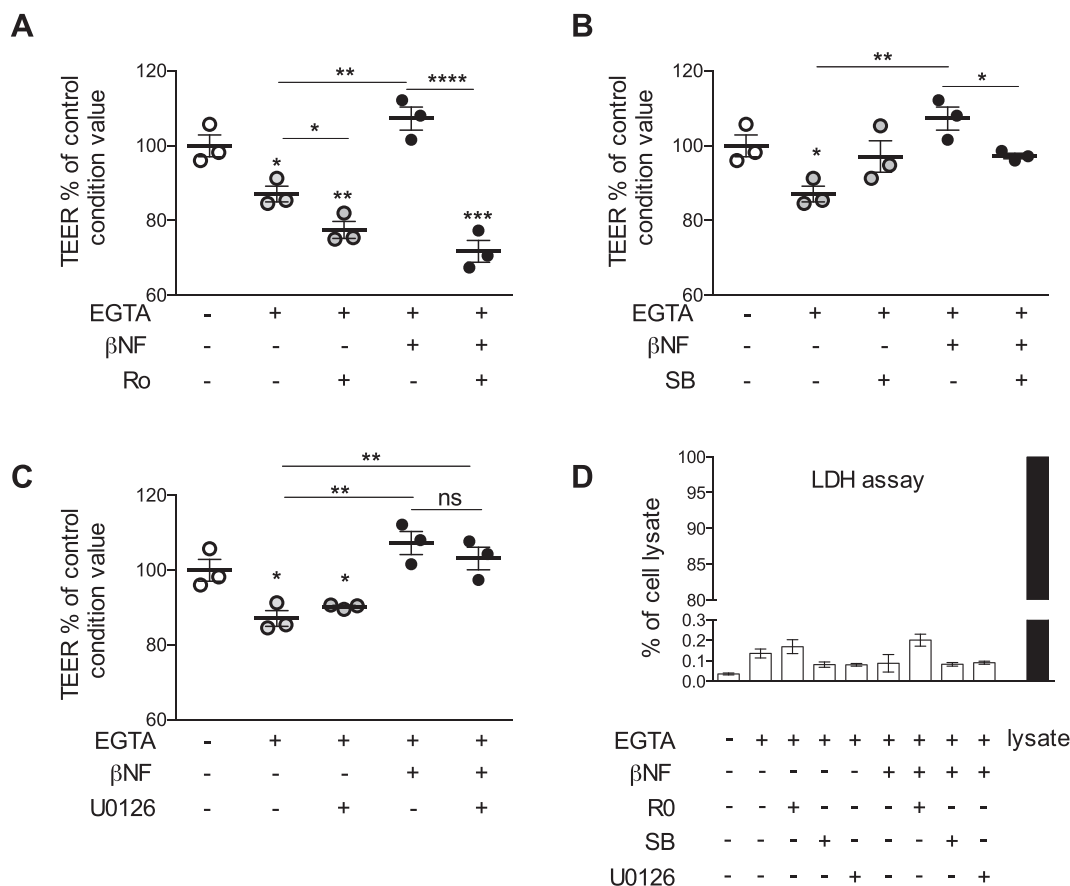 A
TEER % of control
condition value
120
100
80
60
** ****
*
*
**
***
EGTA - + + + +
βNF - - - + +
Ro - - + - +
B
TEER % of control
condition value
120
100
80
60
**
*
*
EGTA - + + + +
βNF - - - + +
SB - - + - +
C
TEER % of control
condition value
120
100
80
60
**
** ns
* *
EGTA - + + + +
βNF - - - + +
U0126 - - + - +
D
LDH assay
% of cell lysate
100
95
90
85
80
0.3
0.2
0.1
0.0
EGTA - + + + + + + + + lysate
βNF - - - - - + + + +
R0 - - + - - - + - -
SB - - - + - - - + -
U0126 - - - - + - - - +